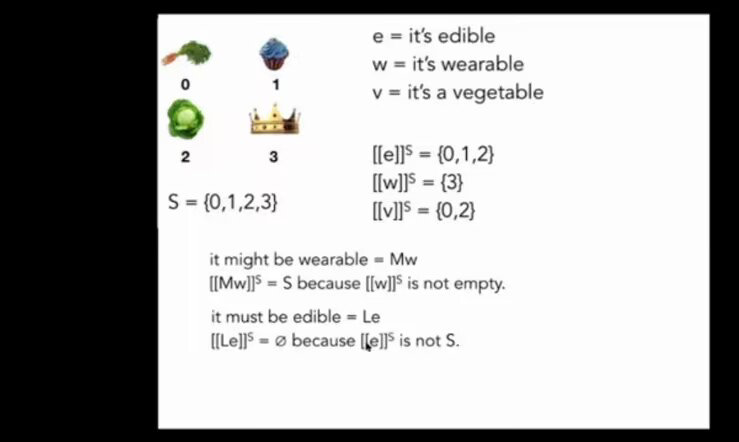 e = it's edible
w = it's wearable
v = it's a vegetable
0 1
2 3
S = {0,1,2,3}
[[e]]ˢ = {0,1,2}
[[w]]ˢ = {3}
[[v]]ˢ = {0,2}
it might be wearable = Mw
[[Mw]]ˢ = S because [[w]]ˢ is not empty.
it must be edible = Le
[[Le]]ˢ = ∅ because [[e]]ˢ is not S.